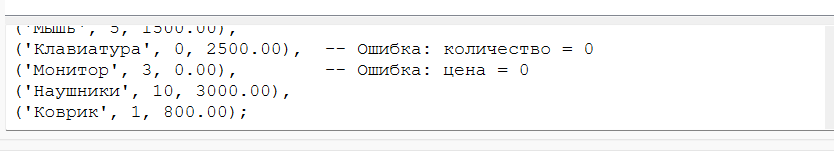 ('Мышь', 5, 1500.00),
('Клавиатура', 0, 2500.00),  -- Ошибка: количество = 0
('Монитор', 3, 0.00),        -- Ошибка: цена = 0
('Наушники', 10, 3000.00),
('Коврик', 1, 800.00);